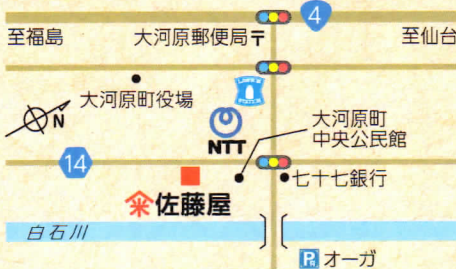 4
至福島
大河原郵便局〒
至仙台
大河原町役場
LAWSON
STATION
N
NTT
大河原町
中央公民館
14
七十七銀行
佐藤屋
白石川
P
オーガ